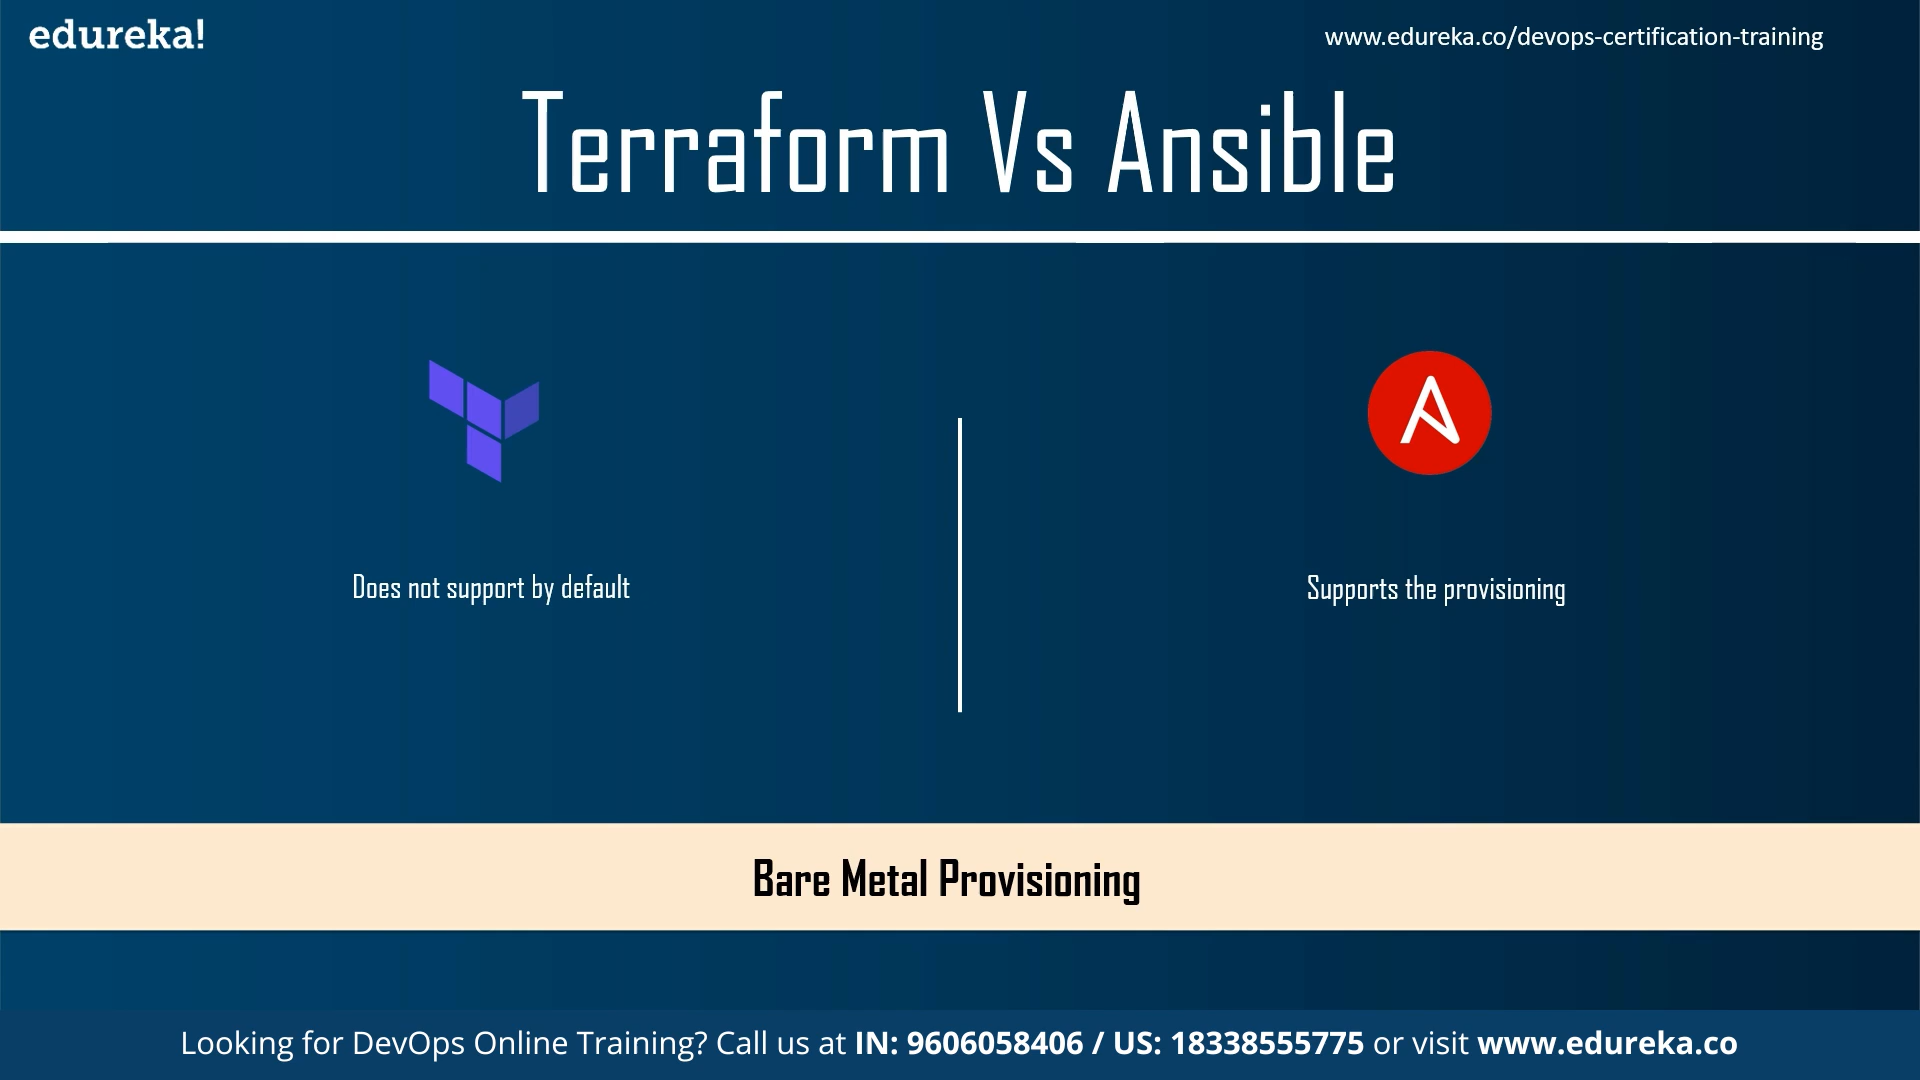 edureka!
www.edureka.co/devops-certification-training
Terraform Vs Ansible
Does not support by default
Supports the provisioning
Bare Metal Provisioning
Looking for DevOps Online Training? Call us at IN: 9606058406 / US: 18338555775 or visit www.edureka.co